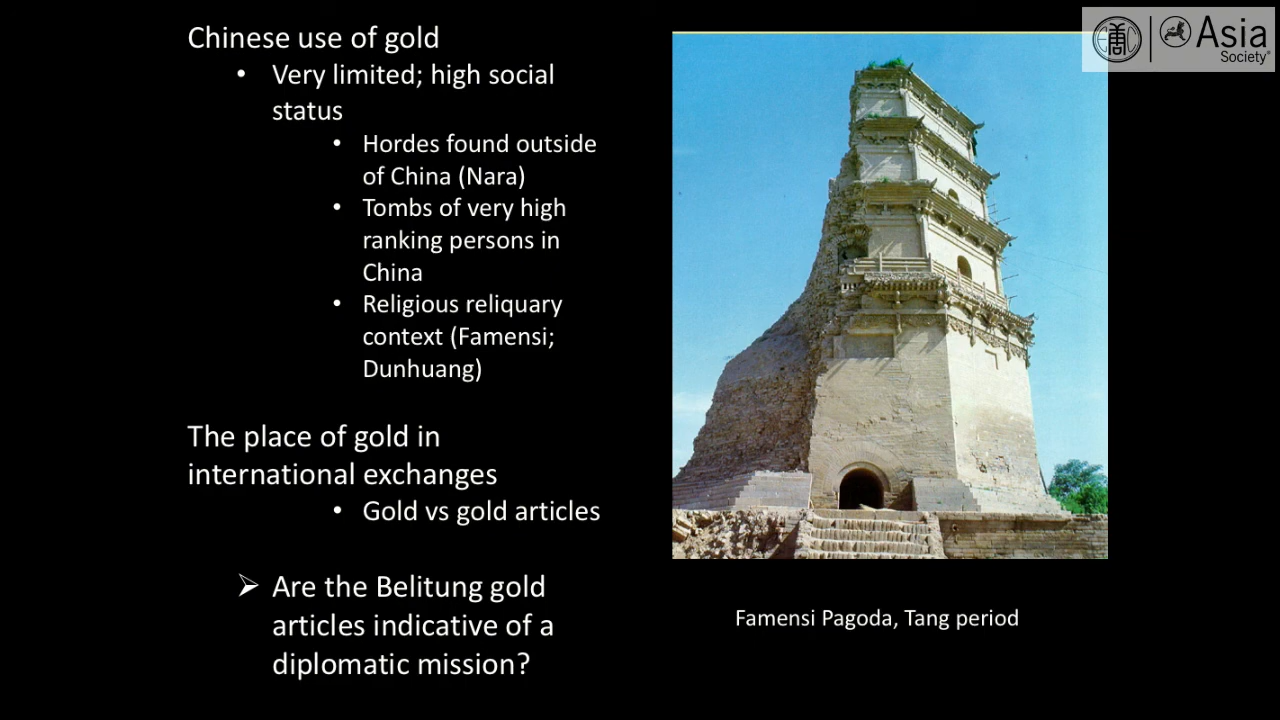 Chinese use of gold
• Very limited; high social
status
• Hordes found outside
of China (Nara)
• Tombs of very high
ranking persons in
China
• Religious reliquary
context (Famensi;
Dunhuang)
The place of gold in
international exchanges
• Gold vs gold articles
➢ Are the Belitung gold
articles indicative of a
diplomatic mission?
Asia
Society
Famensi Pagoda, Tang period